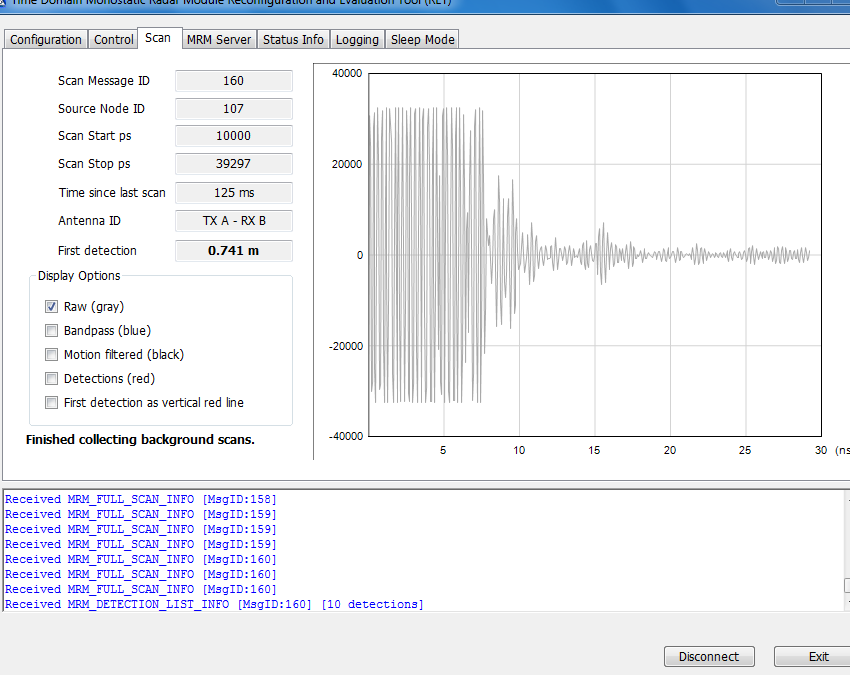 Time Domain Monostatic Radar Module Reconfiguration and Evaluation Tool (RET)
Configuration Control Scan MRM Server Status Info Logging Sleep Mode
Scan Message ID 160
Source Node ID 107
Scan Start ps 10000
Scan Stop ps 39297
Time since last scan 125 ms
Antenna ID TX A - RX B
First detection 0.741 m
Display Options
Raw (gray)
Bandpass (blue)
Motion filtered (black)
Detections (red)
First detection as vertical red line
Finished collecting background scans.
40000
20000
0
-20000
-40000
5 10 15 20 25 30 (ns
Received MRM_FULL_SCAN_INFO [MsgID:158]
Received MRM_FULL_SCAN_INFO [MsgID:159]
Received MRM_FULL_SCAN_INFO [MsgID:159]
Received MRM_FULL_SCAN_INFO [MsgID:159]
Received MRM_FULL_SCAN_INFO [MsgID:160]
Received MRM_FULL_SCAN_INFO [MsgID:160]
Received MRM_FULL_SCAN_INFO [MsgID:160]
Received MRM_DETECTION_LIST_INFO [MsgID:160] [10 detections]
Disconnect Exit